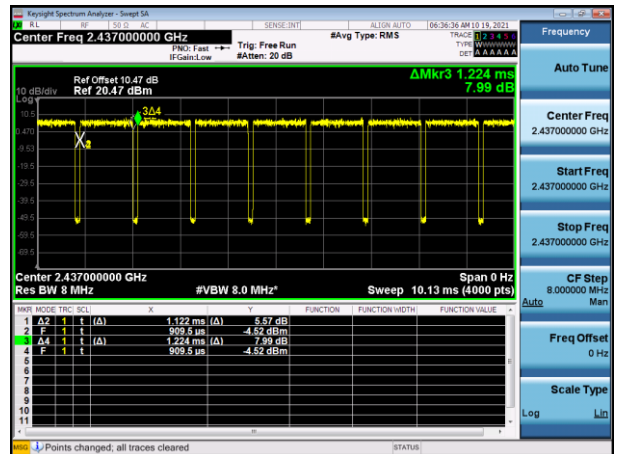 Keysight Spectrum Analyzer - Swept SA
RL RF 50 Ω AC SENSE:INT ALIGN AUTO 06:36:36 AM 10 19, 2021
Center Freq 2.437000000 GHz #Avg Type: RMS TRACE 1 2 3 4 5 6 Frequency
PNO: Fast Trig: Free Run TYPE WWWWWW
IFGain:Low #Atten: 20 dB DET A A A A A A
Auto Tune
Ref Offset 10.47 dB ΔMkr3 1.224 ms
10 dB/div Ref 20.47 dBm 7.99 dB
Log
10.5
3Δ4
0.470
-9.53
-19.5
-29.5
-39.5
-49.5
-59.5
-69.5
Center Freq
2.437000000 GHz
Start Freq
2.437000000 GHz
Stop Freq
2.437000000 GHz
Center 2.437000000 GHz Span 0 Hz
Res BW 8 MHz #VBW 8.0 MHz* Sweep 10.13 ms (4000 pts)
CF Step
8.000000 MHz
Auto Man
MKR MODE TRC SCL X Y FUNCTION FUNCTION WIDTH FUNCTION VALUE
1 Δ2 1 t (Δ) 1.122 ms (Δ) 5.57 dB
2 F 1 t 909.5 µs -4.52 dBm
3 Δ4 1 t (Δ) 1.224 ms (Δ) 7.99 dB
4 F 1 t 909.5 µs -4.52 dBm
5
6
7
8
9
10
11
Freq Offset
0 Hz
Scale Type
Log Lin
MSG Points changed; all traces cleared STATUS